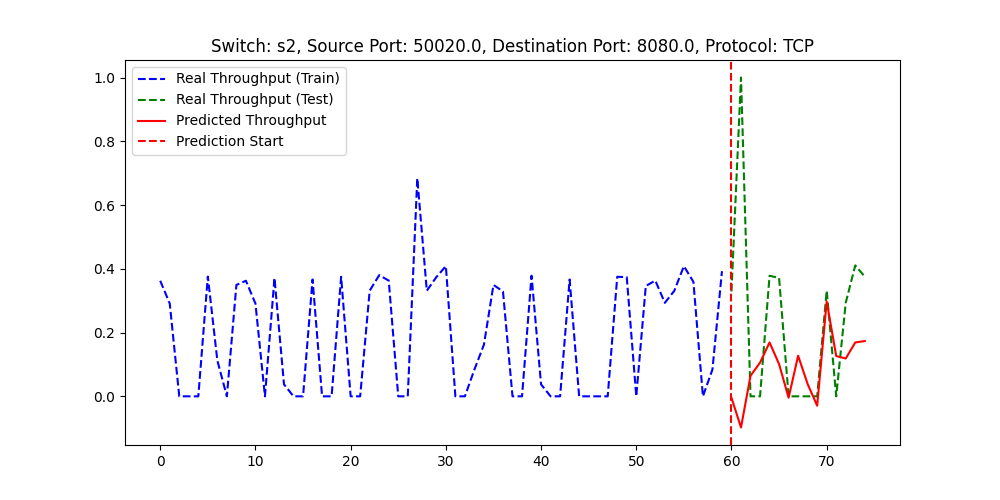 Switch: s2, Source Port: 50020.0, Destination Port: 8080.0, Protocol: TCP
Real Throughput (Train)
Real Throughput (Test)
Predicted Throughput
Prediction Start
1.0
0.8
0.6
0.4
0.2
0.0
0 10 20 30 40 50 60 70